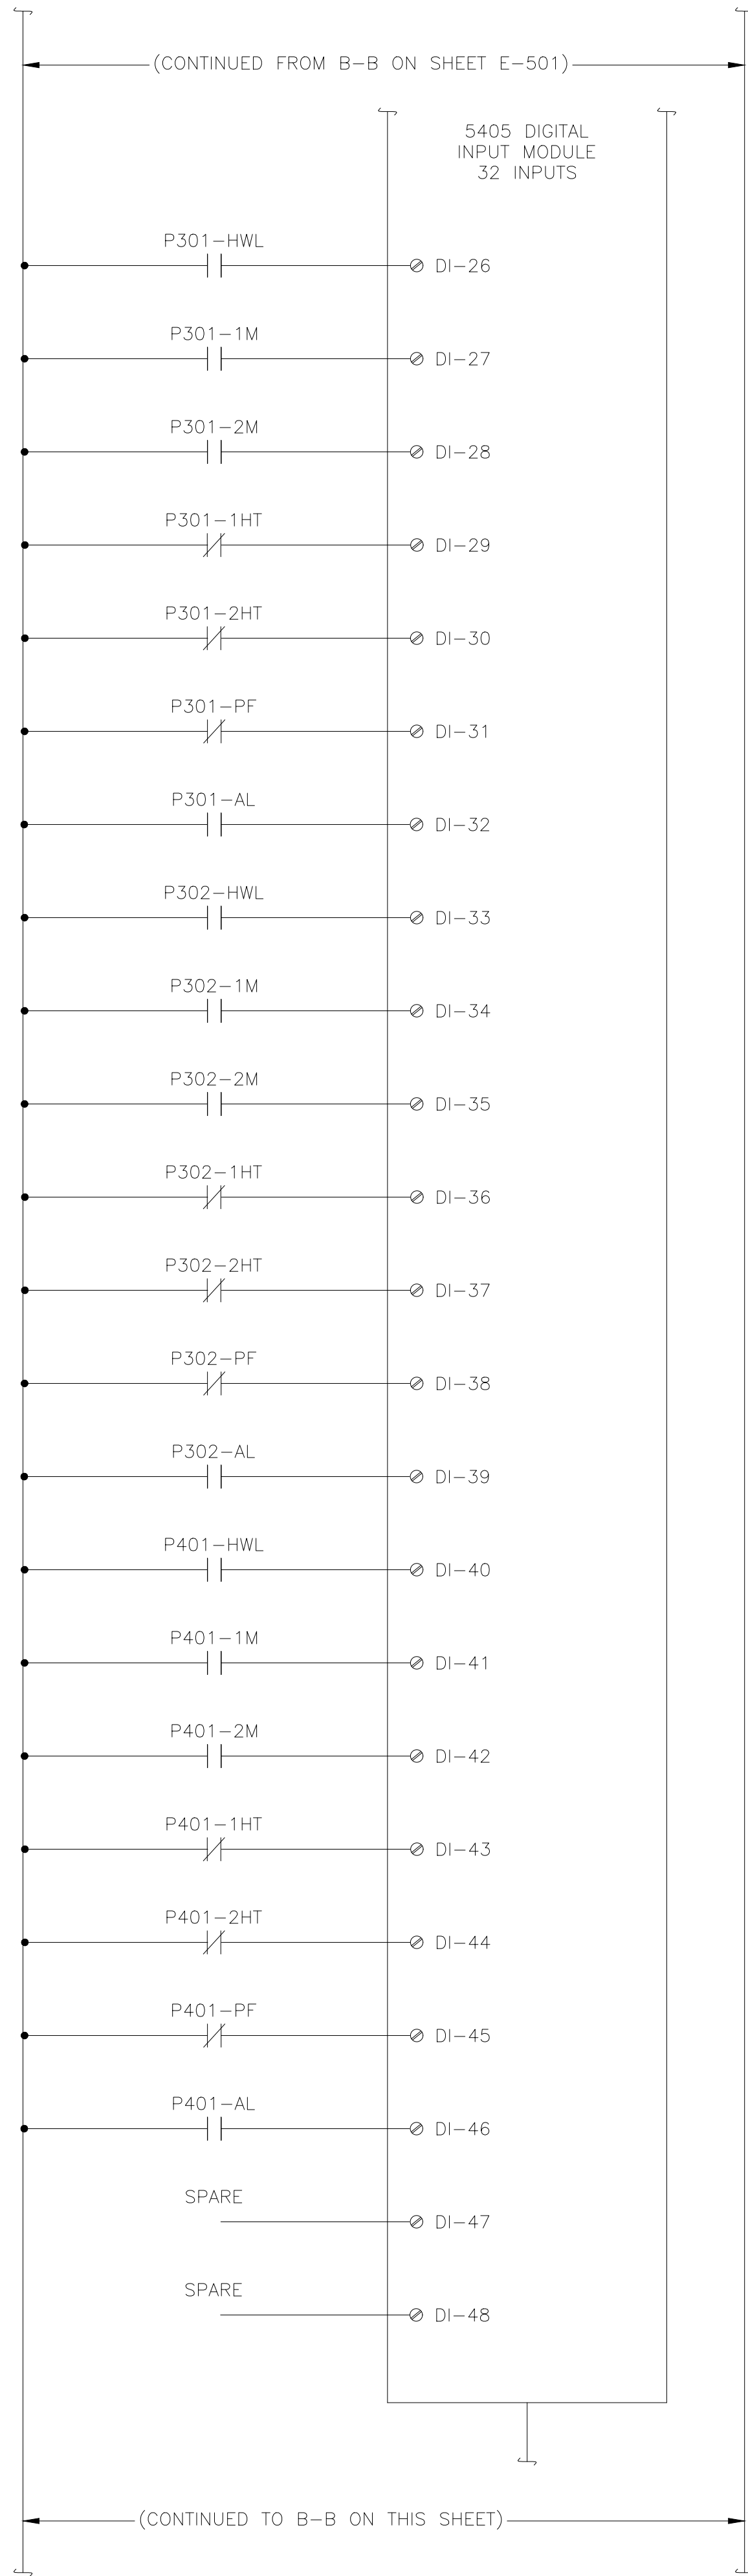 (CONTINUED FROM B-B ON SHEET E-501)
5405 DIGITAL
INPUT MODULE
32 INPUTS
P301-HWL
DI-26
P301-1M
DI-27
P301-2M
DI-28
P301-1HT
DI-29
P301-2HT
DI-30
P301-PF
DI-31
P301-AL
DI-32
P302-HWL
DI-33
P302-1M
DI-34
P302-2M
DI-35
P302-1HT
DI-36
P302-2HT
DI-37
P302-PF
DI-38
P302-AL
DI-39
P401-HWL
DI-40
P401-1M
DI-41
P401-2M
DI-42
P401-1HT
DI-43
P401-2HT
DI-44
P401-PF
DI-45
P401-AL
DI-46
SPARE
DI-47
SPARE
DI-48
(CONTINUED TO B-B ON THIS SHEET)